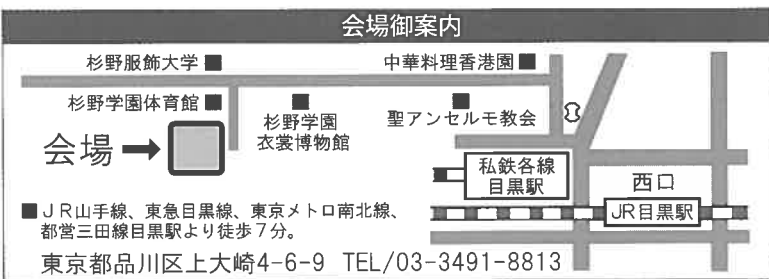 会場御案内
杉野服飾大学■
中華料理香港園■
杉野学園体育館■
杉野学園
衣裳博物館
聖アンセルモ教会
会場➡
私鉄各線
目黒駅
西口
JR目黒駅
■JR山手線、東急目黒線、東京メトロ南北線、
都営三田線目黒駅より徒歩7分。
東京都品川区上大崎4-6-9 TEL/03-3491-8813